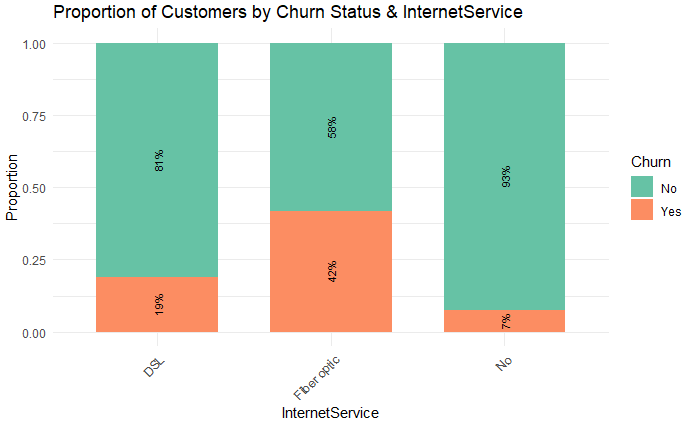 Proportion of Customers by Churn Status & InternetService
Proportion
1.00
0.75
0.50
0.25
0.00
81%
19%
58%
42%
93%
7%
DSL
Fiber optic
No
InternetService
Churn
No
Yes